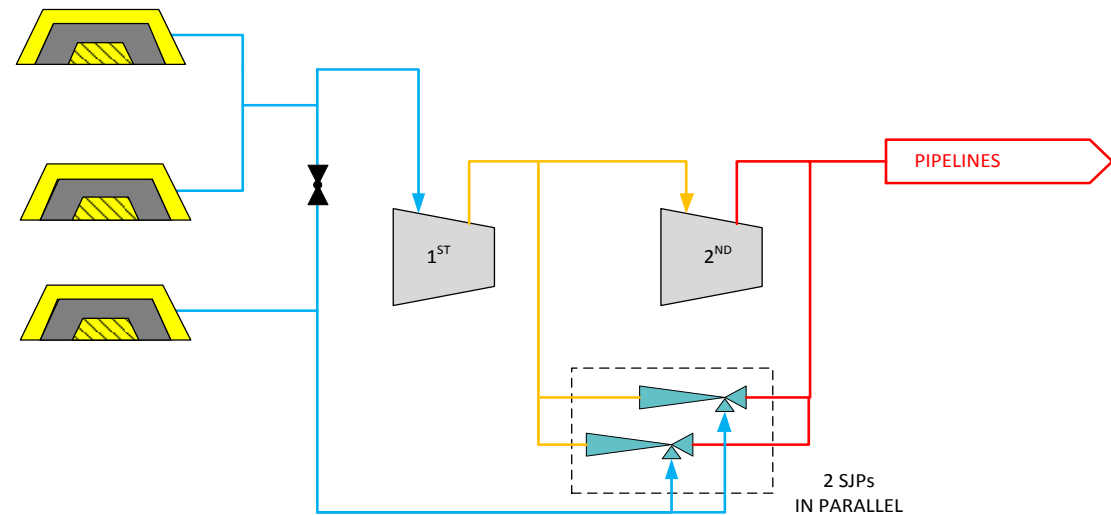 PIPELINES
1ST
2ND
2 SJPs
IN PARALLEL